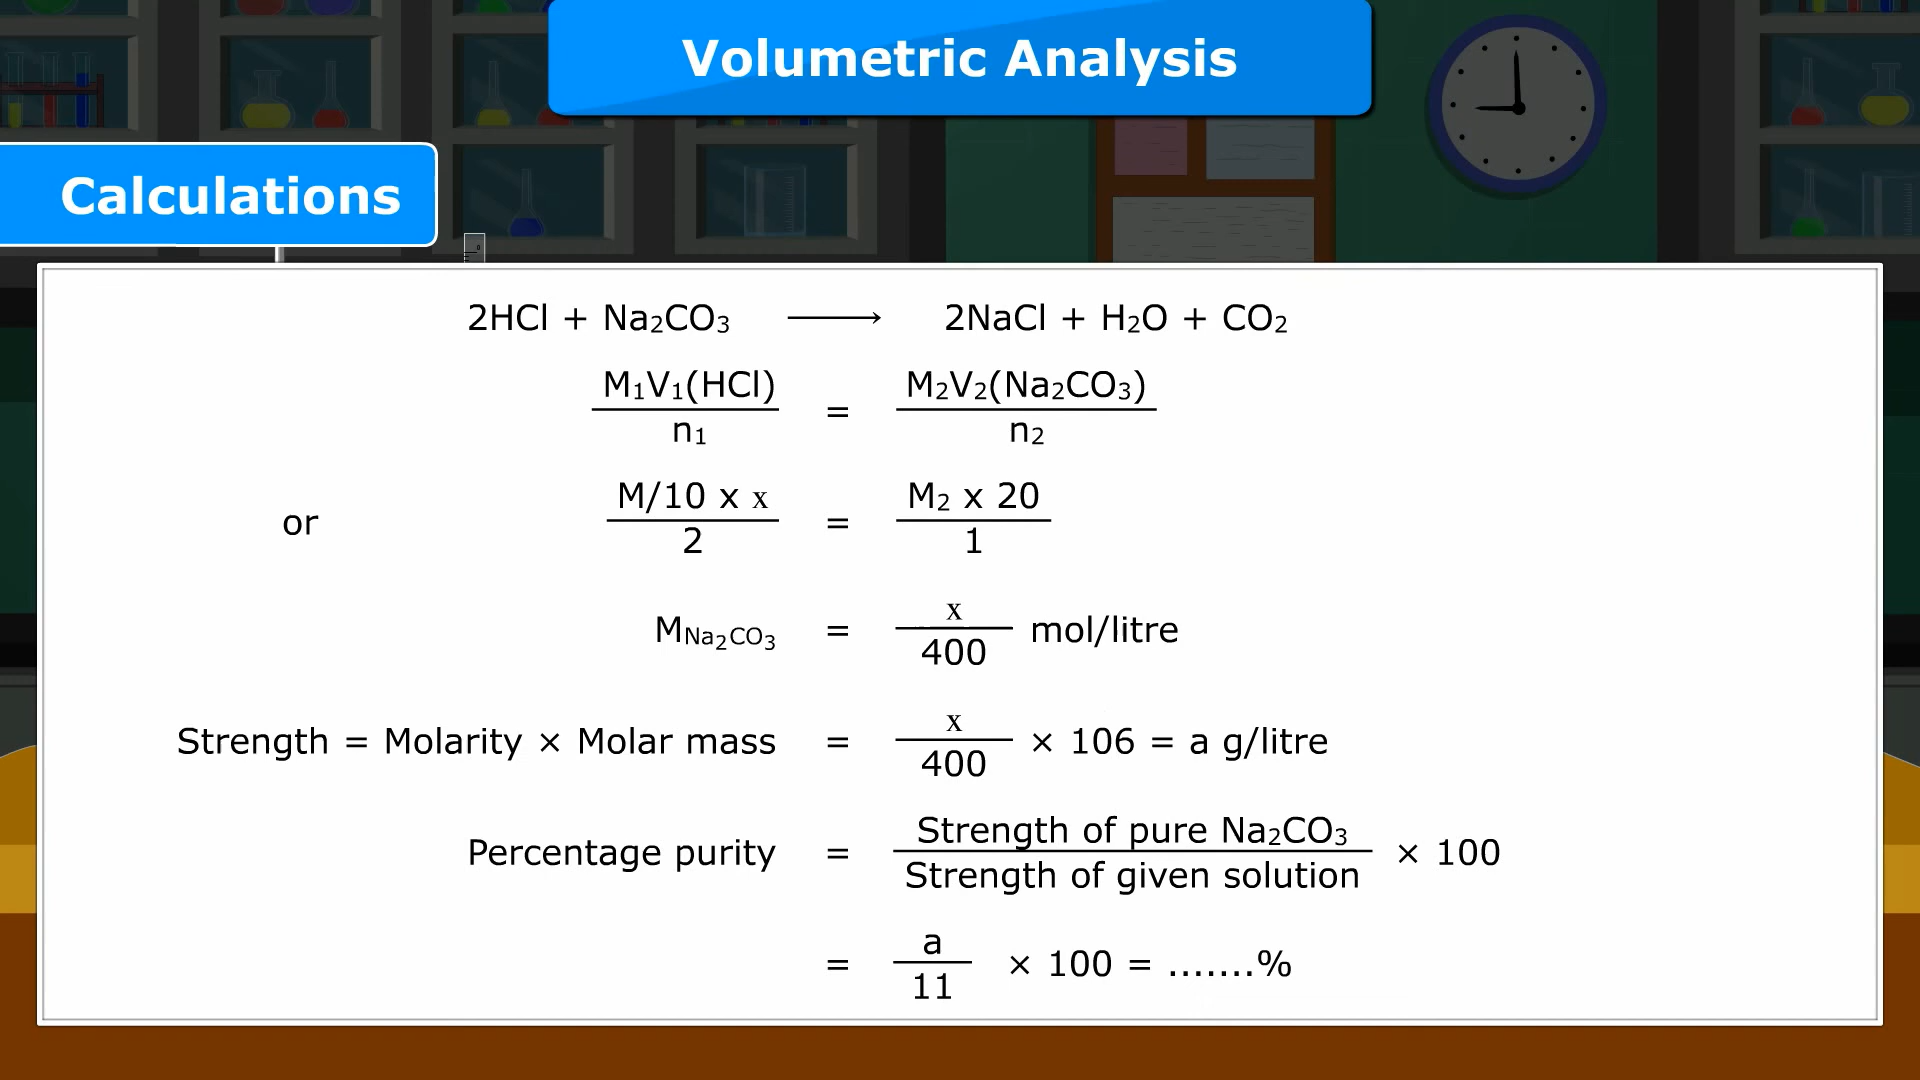 Volumetric Analysis
Calculations
2HCl + Na₂CO₃ ⟶ 2NaCl + H₂O + CO₂
M₁V₁(HCl) / n₁ = M₂V₂(Na₂CO₃) / n₂
or M/10 x x / 2 = M₂ x 20 / 1
M Na₂CO₃ = x / 400 mol/litre
Strength = Molarity × Molar mass = x / 400 × 106 = a g/litre
Percentage purity = Strength of pure Na₂CO₃ / Strength of given solution × 100
= a / 11 × 100 = .......%